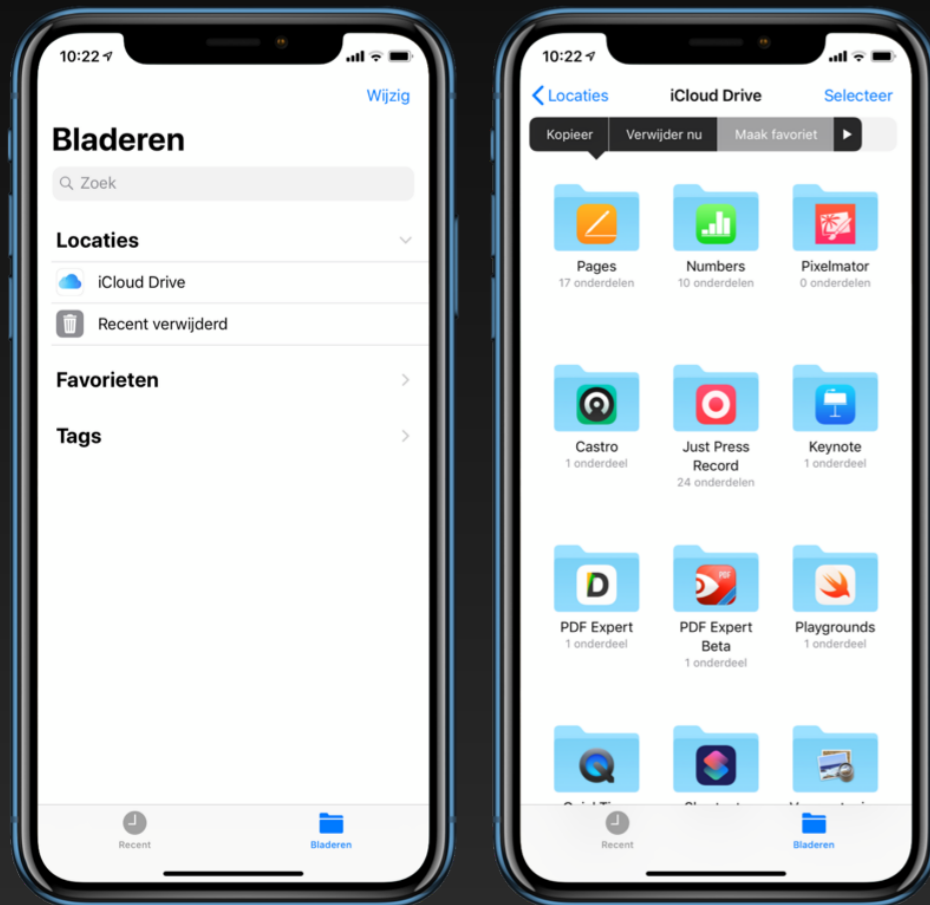 10:22
Wijzig
Bladeren
Zoek
Locaties
iCloud Drive
Recent verwijderd
Favorieten
Tags
Recent
Bladeren
10:22
Locaties
iCloud Drive
Selecteer
Kopieer
Verwijder nu
Maak favoriet
Pages
17 onderdelen
Numbers
10 onderdelen
Pixelmator
0 onderdelen
Castro
1 onderdeel
Just Press
Record
24 onderdelen
Keynote
1 onderdeel
PDF Expert
1 onderdeel
PDF
PDF Expert
Beta
1 onderdeel
Playgrounds
1 onderdeel
Recent
Bladeren